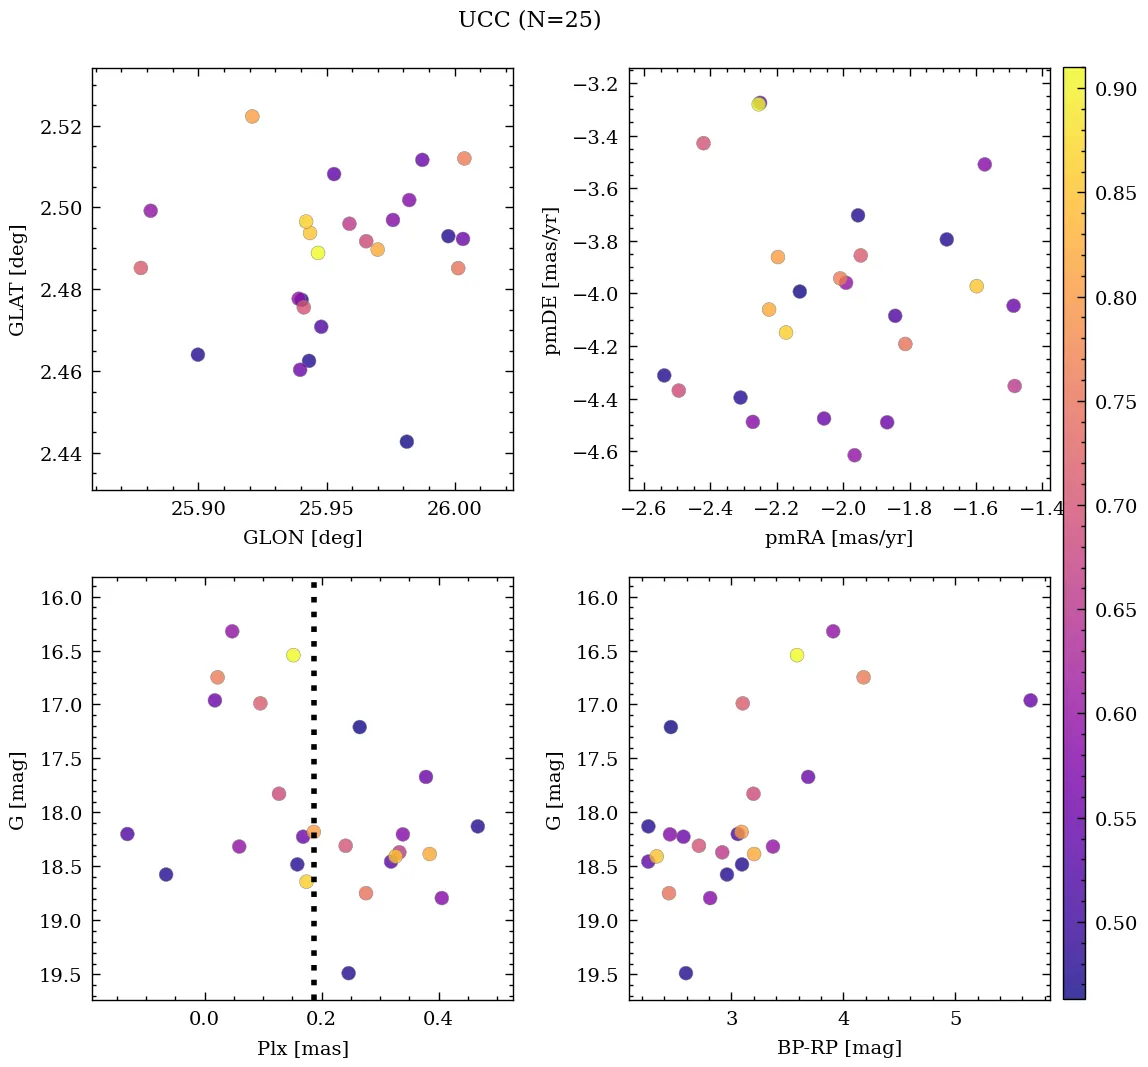 UCC (N=25)
2.52
2.50
2.48
2.46
2.44
GLAT [deg]
25.90 25.95 26.00
GLON [deg]
−3.2
−3.4
−3.6
−3.8
−4.0
−4.2
−4.4
−4.6
pmDE [mas/yr]
−2.6 −2.4 −2.2 −2.0 −1.8 −1.6 −1.4
pmRA [mas/yr]
16.0
16.5
17.0
17.5
18.0
18.5
19.0
19.5
G [mag]
0.0 0.2 0.4
Plx [mas]
16.0
16.5
17.0
17.5
18.0
18.5
19.0
19.5
G [mag]
3 4 5
BP-RP [mag]
0.90
0.85
0.80
0.75
0.70
0.65
0.60
0.55
0.50